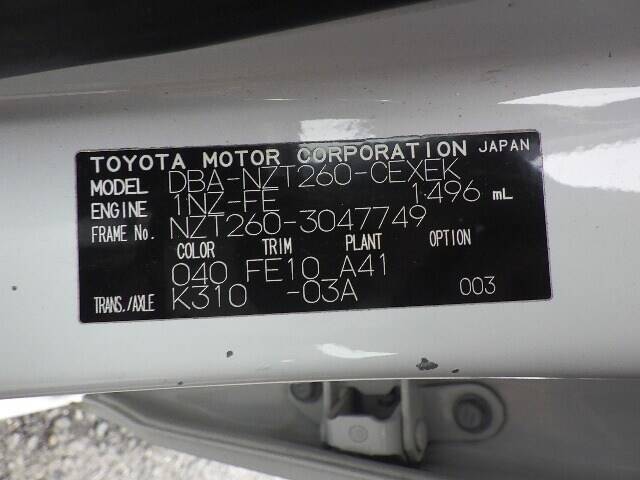 TOYOTA MOTOR CORPORATION JAPAN
MODEL DBA-NZT260-CEXEK
ENGINE 1NZ-FE 1496 mL
FRAME No. NZT260-3047749
COLOR TRIM PLANT OPTION
040 FE10 A41
TRANS./AXLE K310 -03A 003